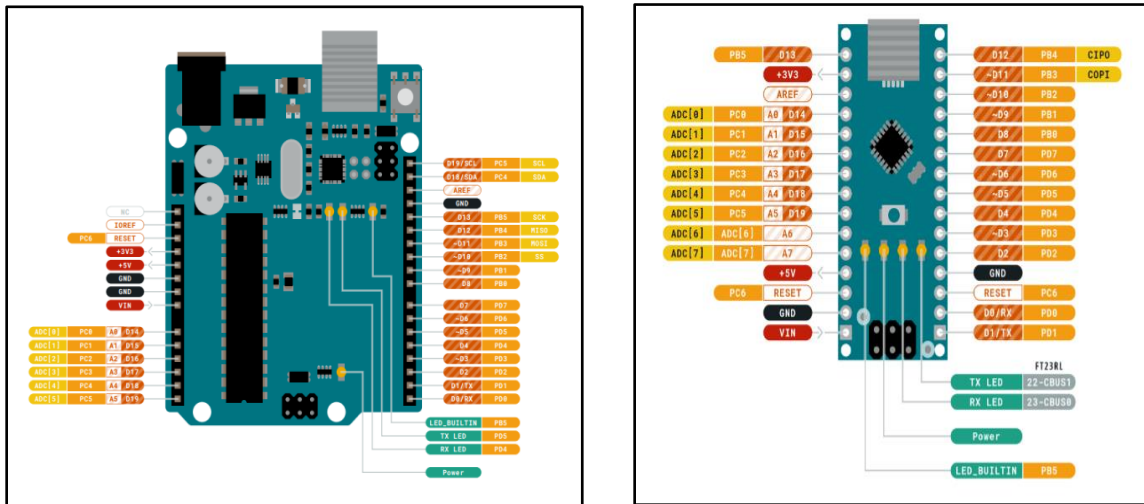 D19/SCL PC5 SCL
D18/SDA PC4 SDA
AREF
GND
D13 PB5 SCK
D12 PB4 MISO
~D11 PB3 MOSI
~D10 PB2 SS
~D9 PB1
D8 PB0
D7 PD7
~D6 PD6
~D5 PD5
D4 PD4
~D3 PD3
D2 PD2
D1/TX PD1
D0/RX PD0
NC
IOREF
PC6 RESET
+3V3
+5V
GND
GND
VIN
ADC[0] PC0 A0 D14
ADC[1] PC1 A1 D15
ADC[2] PC2 A2 D16
ADC[3] PC3 A3 D17
ADC[4] PC4 A4 D18
ADC[5] PC5 A5 D19
LED_BUILTIN PB5
TX LED PD5
RX LED PD4
Power
PB5 D13
+3V3
AREF
ADC[0] PC0 A0 D14
ADC[1] PC1 A1 D15
ADC[2] PC2 A2 D16
ADC[3] PC3 A3 D17
ADC[4] PC4 A4 D18
ADC[5] PC5 A5 D19
ADC[6] ADC[6] A6
ADC[7] ADC[7] A7
+5V
PC6 RESET
GND
VIN
D12 PB4 CIPO
~D11 PB3 COPI
~D10 PB2
~D9 PB1
D8 PB0
D7 PD7
~D6 PD6
~D5 PD5
D4 PD4
~D3 PD3
D2 PD2
GND
RESET PC6
D0/RX PD0
D1/TX PD1
FT23RL
TX LED 22-CBUS1
RX LED 23-CBUS0
Power
LED_BUILTIN PB5